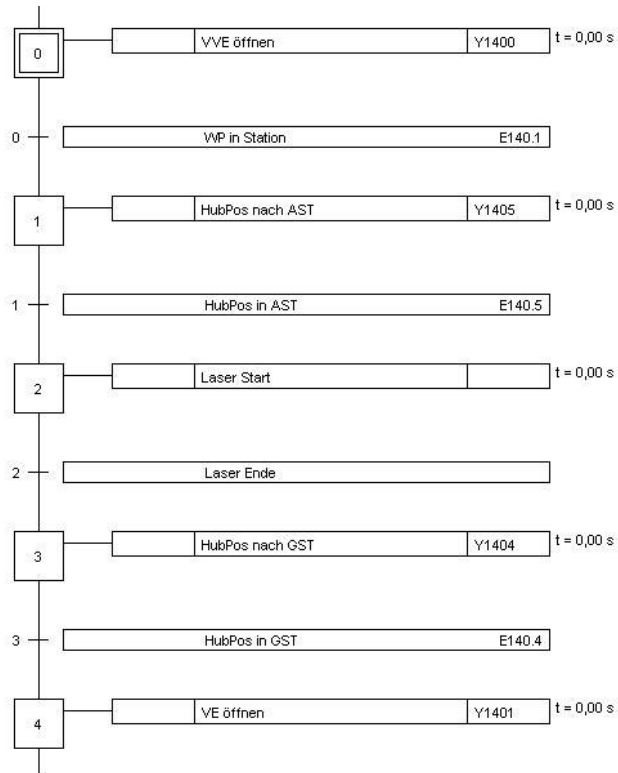 0 VVE öffnen Y1400 t = 0,00 s
0 WP in Station E140.1
1 HubPos nach AST Y1405 t = 0,00 s
1 HubPos in AST E140.5
2 Laser Start t = 0,00 s
2 Laser Ende
3 HubPos nach GST Y1404 t = 0,00 s
3 HubPos in GST E140.4
4 VE öffnen Y1401 t = 0,00 s